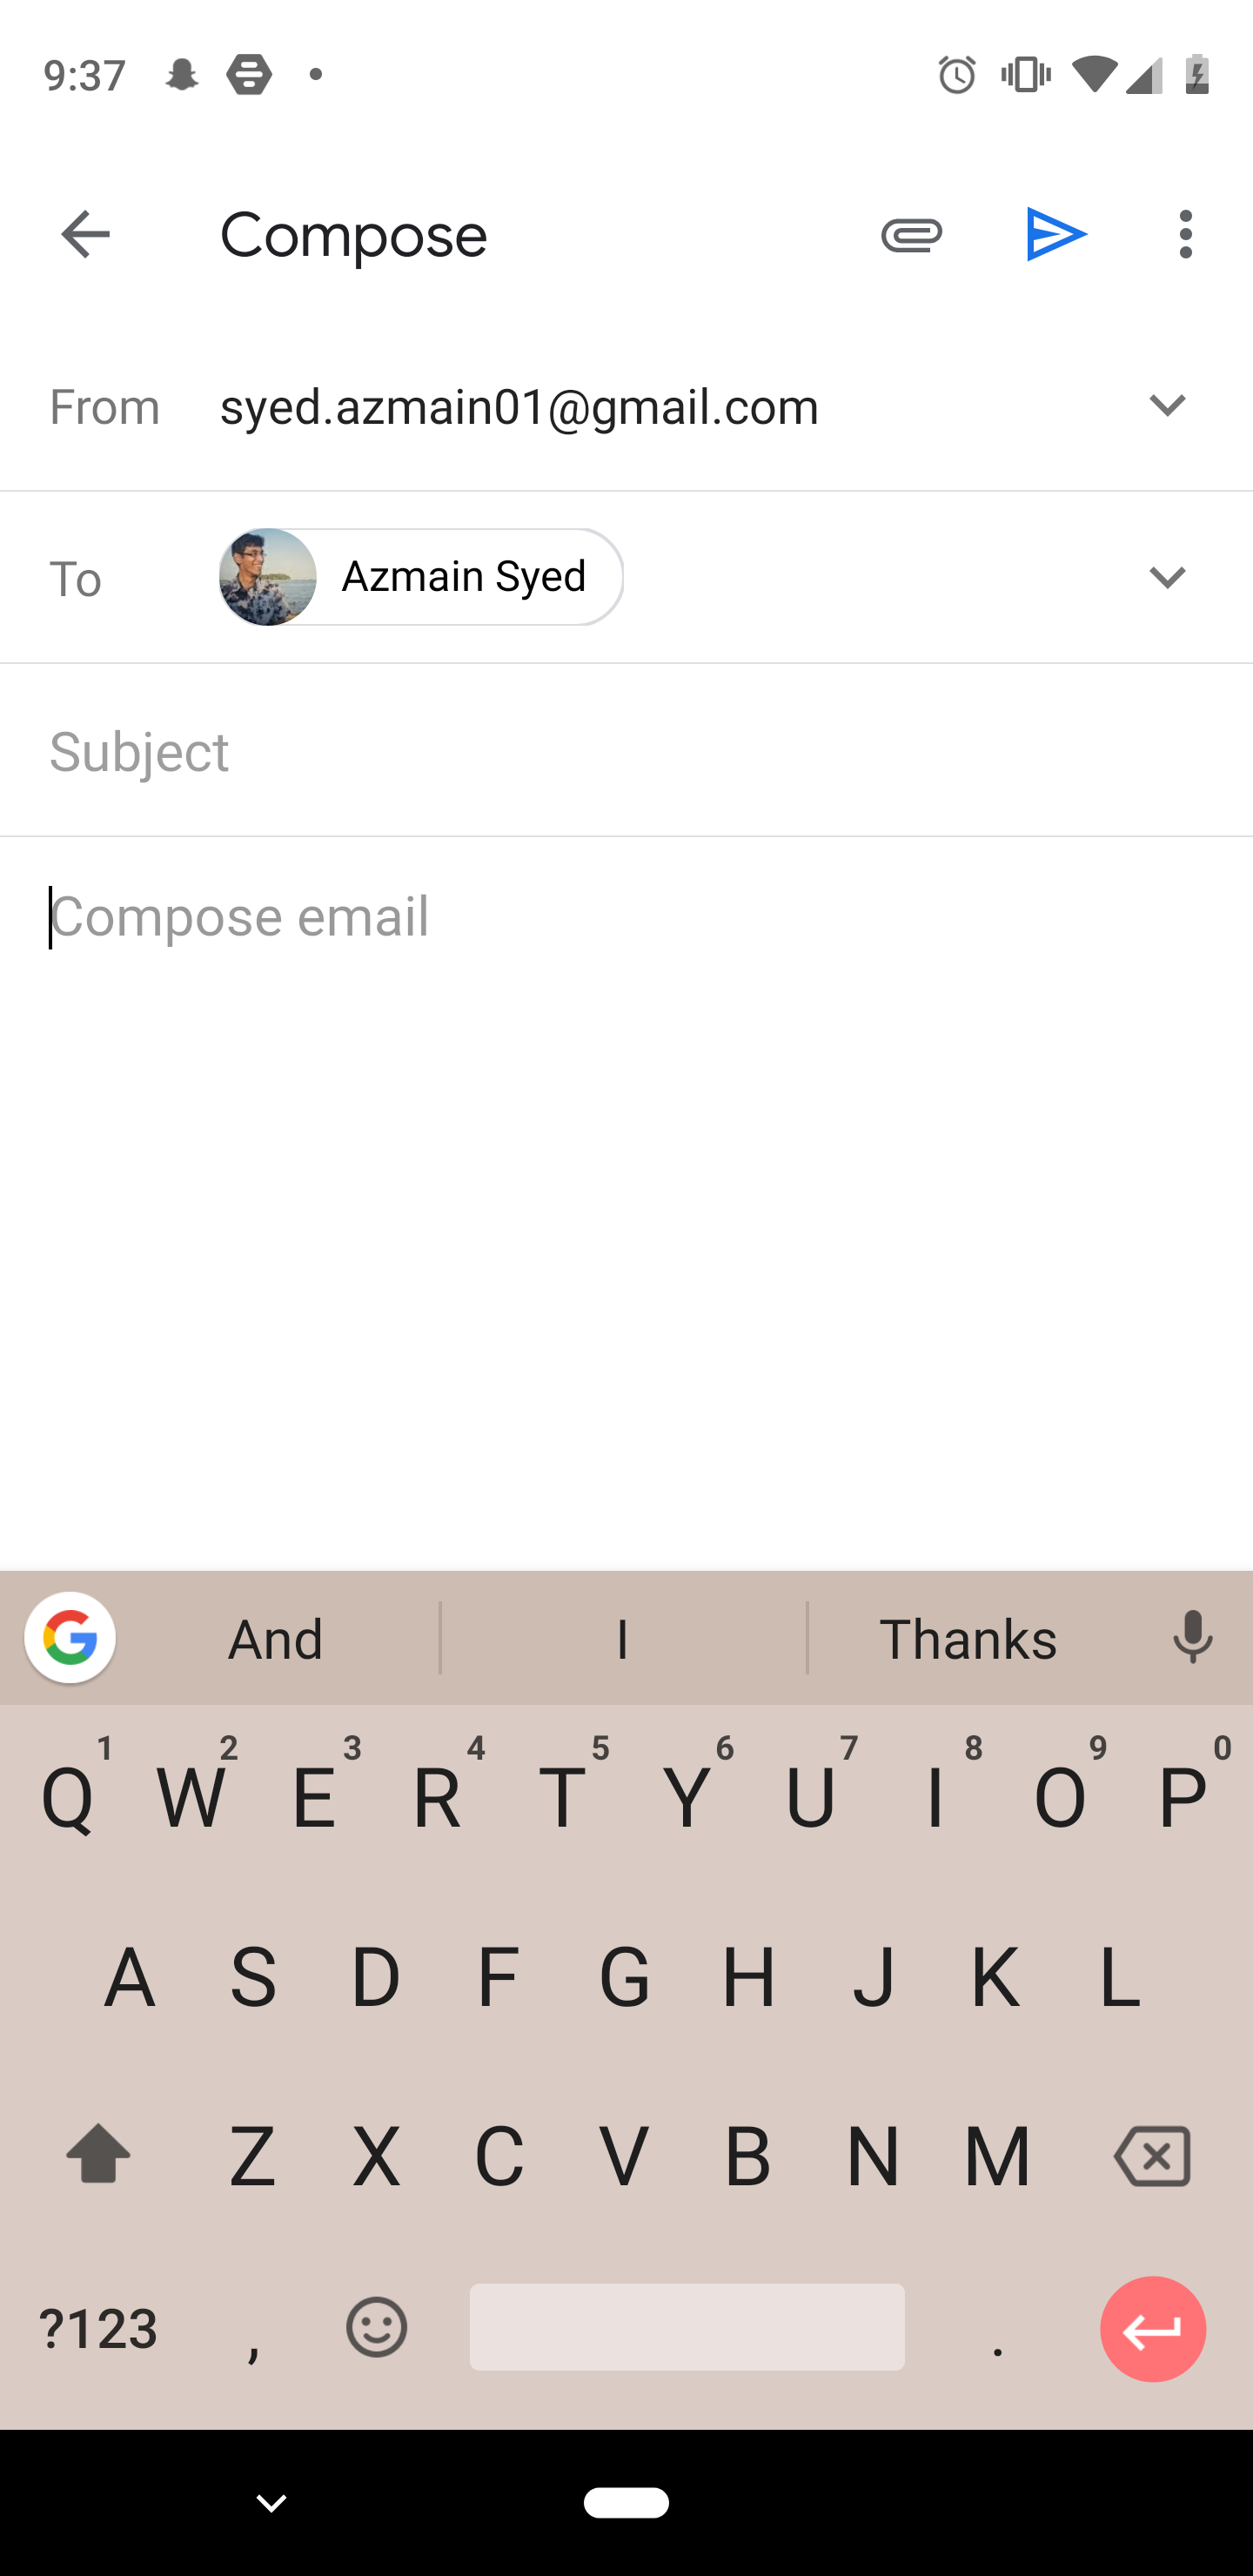 9:37
Compose
From syed.azmain01@gmail.com
To Azmain Syed
Subject
Compose email
And I Thanks
1 2 3 4 5 6 7 8 9 0
Q W E R T Y U I O P
A S D F G H J K L
Z X C V B N M
?123 , .